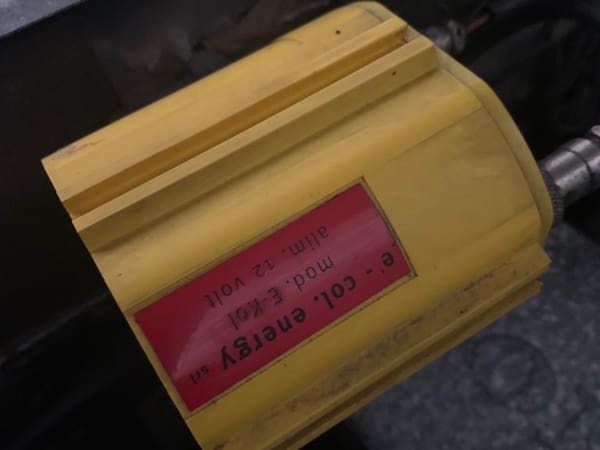 e' - col. energy srl
mod. E-Kol
alim. 12 volt